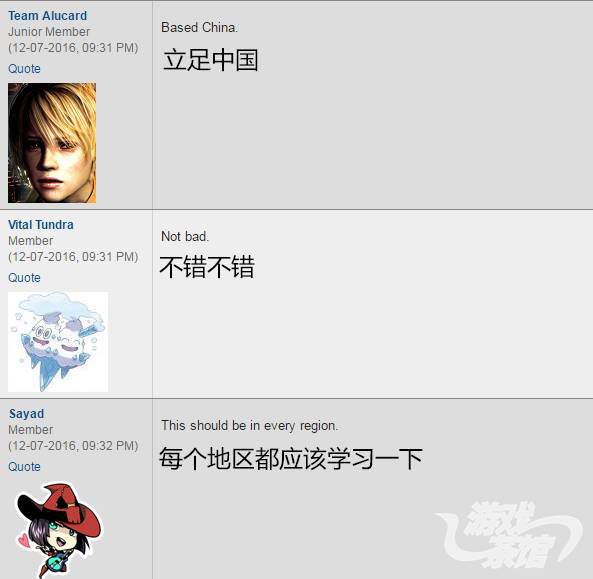 Team Alucard
Junior Member
(12-07-2016, 09:31 PM)
Quote
Based China.
立足中国
Vital Tundra
Member
(12-07-2016, 09:31 PM)
Quote
Not bad.
不错不错
Sayad
Member
(12-07-2016, 09:32 PM)
Quote
This should be in every region.
每个地区都应该学习一下
游戏
茶馆